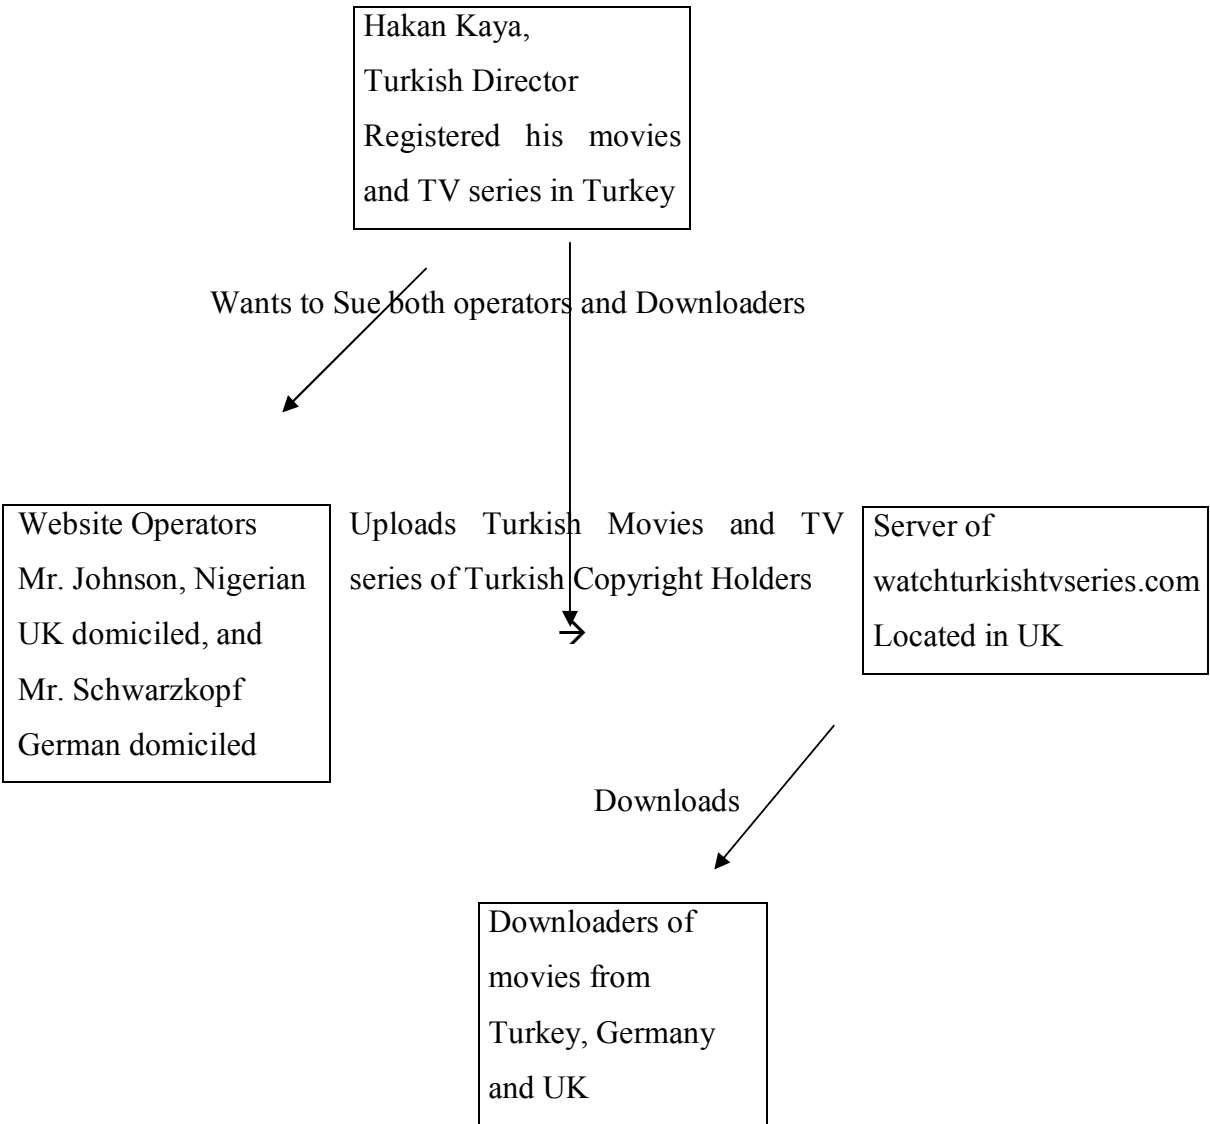 Hakan Kaya,
Turkish Director
Registered his movies
and TV series in Turkey
Wants to Sue both operators and Downloaders
Website Operators
Mr. Johnson, Nigerian
UK domiciled, and
Mr. Schwarzkopf
German domiciled
Uploads Turkish Movies and TV
series of Turkish Copyright Holders
→
Server of
watchturkishtvseries.com
Located in UK
Downloads
Downloaders of
movies from
Turkey, Germany
and UK